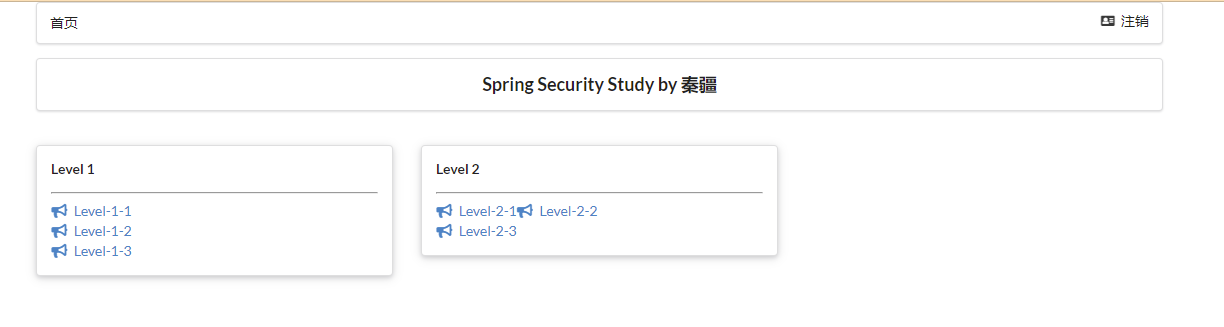 首页
注销
Spring Security Study by 秦疆
Level 1
Level-1-1
Level-1-2
Level-1-3
Level 2
Level-2-1 Level-2-2
Level-2-3